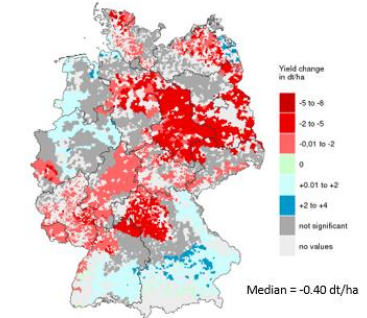 Yield change
in dt/ha
-5 to -8
-2 to -5
-0,01 to -2
0
+0.01 to +2
+2 to +4
not significant
no values
Median = -0.40 dt/ha